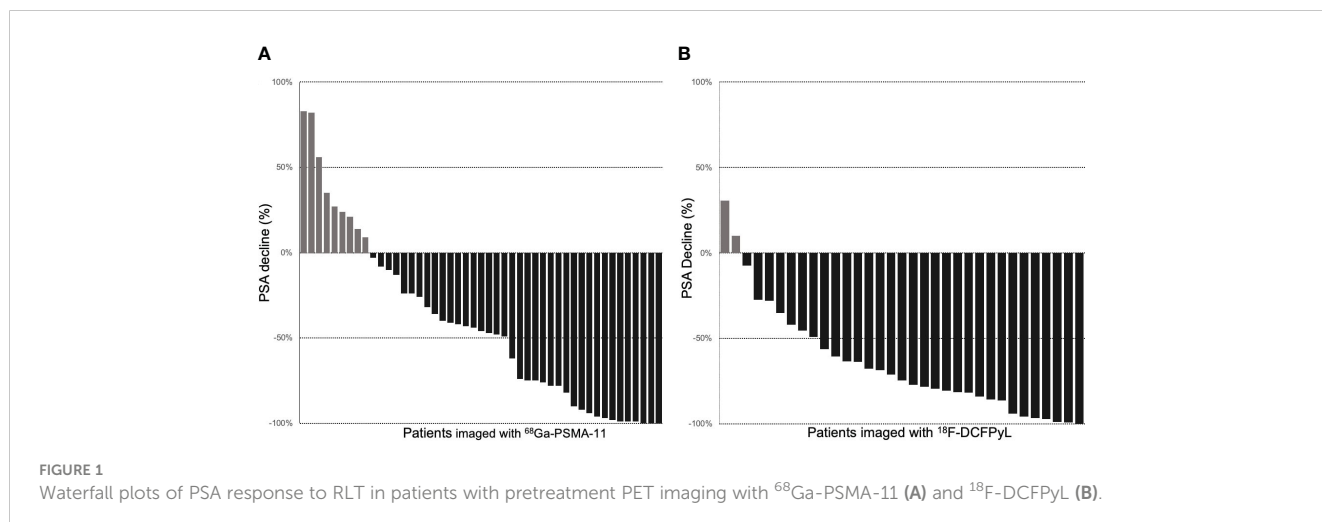 A
B
100%
50%
0%
-50%
-100%
PSA decline (%)
Patients imaged with ⁶⁸Ga-PSMA-11
100%
50%
0%
-50%
-100%
PSA Decline (%)
Patients imaged with ¹⁸F-DCFPyL
FIGURE 1
Waterfall plots of PSA response to RLT in patients with pretreatment PET imaging with ⁶⁸Ga-PSMA-11 (A) and ¹⁸F-DCFPyL (B).